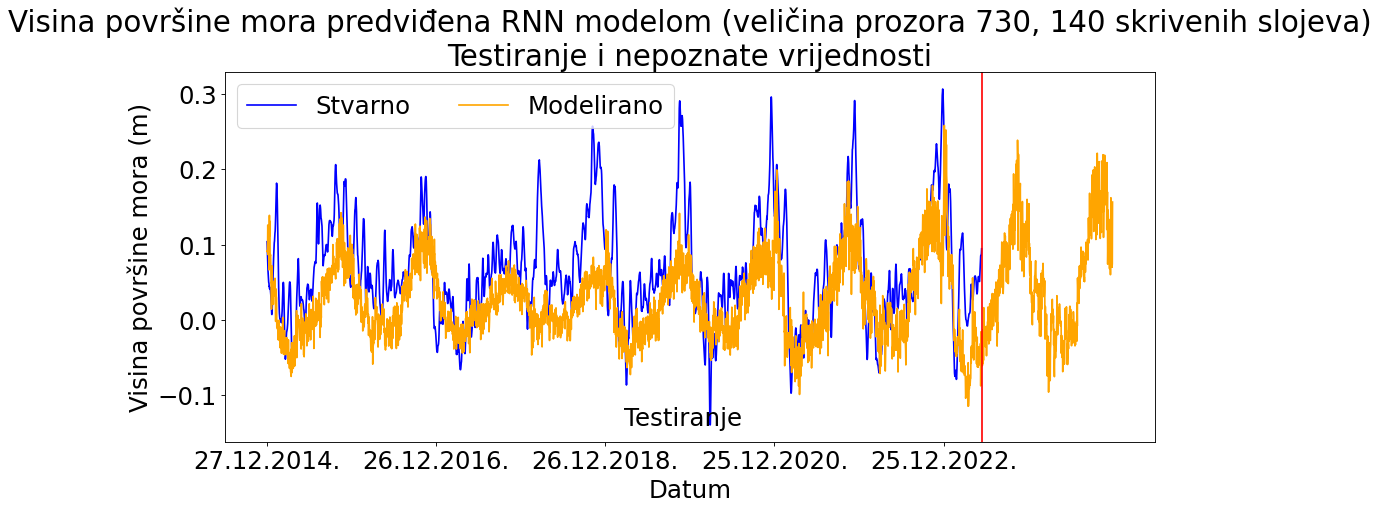 Visina površine mora predviđena RNN modelom (veličina prozora 730, 140 skrivenih slojeva)
Testiranje i nepoznate vrijednosti
Stvarno Modelirano
Visina površine mora (m)
0.3
0.2
0.1
0.0
−0.1
Testiranje
27.12.2014. 26.12.2016. 26.12.2018. 25.12.2020. 25.12.2022.
Datum